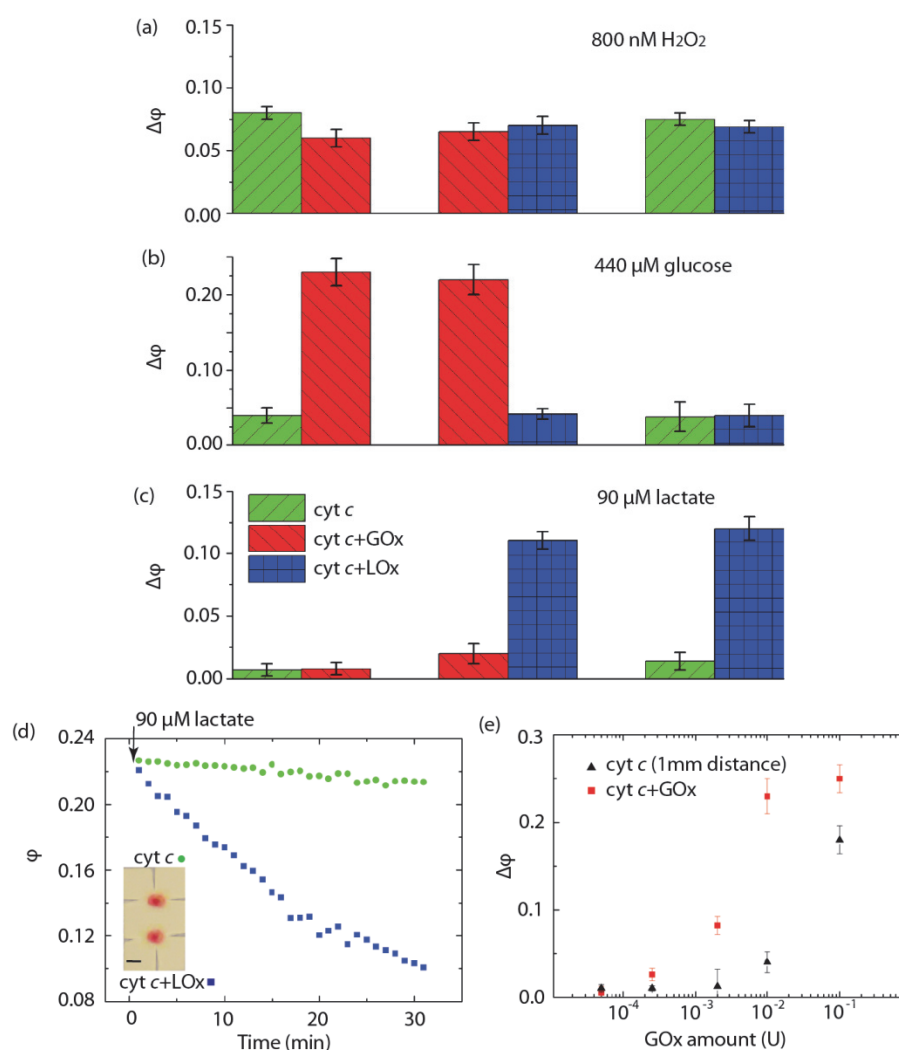 (a)
800 nM H2O2
0.15
0.10
0.05
0.00
Δφ
(b)
440 μM glucose
0.20
0.10
0.00
Δφ
(c)
90 μM lactate
0.15
0.10
0.05
0.00
Δφ
cyt c
cyt c+GOx
cyt c+LOx
(d)
90 μM lactate
0.24
0.20
0.16
0.12
0.08
φ
cyt c
cyt c+LOx
0 10 20 30
Time (min)
(e)
0.3
0.2
0.1
0.0
Δφ
cyt c (1mm distance)
cyt c+GOx
10⁻⁴ 10⁻³ 10⁻² 10⁻¹
GOx amount (U)